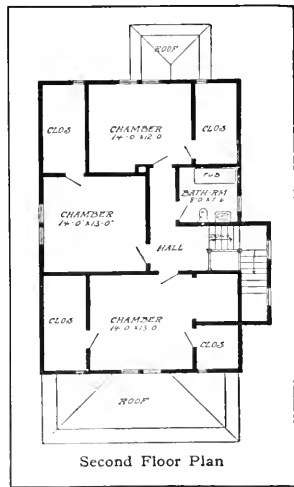 ROOF
CLOS
CHAMBER
14-0 X 12 0
CLOS
TUB
BATH-RM
8-0 X 7 6
CHAMBER
14-0" X 13-0"
HALL
CLOS
CHAMBER
14-0 X 13 0
CLOS
ROOF
Second Floor Plan